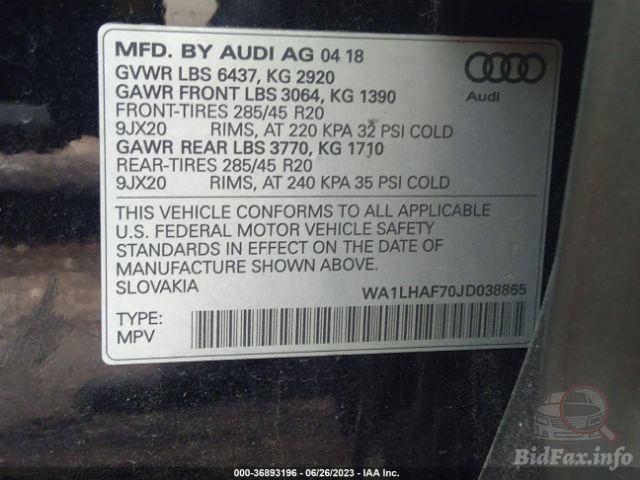 MFD. BY AUDI AG 04 18
GVWR LBS 6437, KG 2920
GAWR FRONT LBS 3064, KG 1390
FRONT-TIRES 285/45 R20
9JX20 RIMS, AT 220 KPA 32 PSI COLD
GAWR REAR LBS 3770, KG 1710
REAR-TIRES 285/45 R20
9JX20 RIMS, AT 240 KPA 35 PSI COLD
Audi
THIS VEHICLE CONFORMS TO ALL APPLICABLE
U.S. FEDERAL MOTOR VEHICLE SAFETY
STANDARDS IN EFFECT ON THE DATE OF
MANUFACTURE SHOWN ABOVE.
SLOVAKIA WA1LHAF70JD038865
TYPE:
MPV
BidFax.info
000-36893196 - 06/26/2023 - IAA Inc.